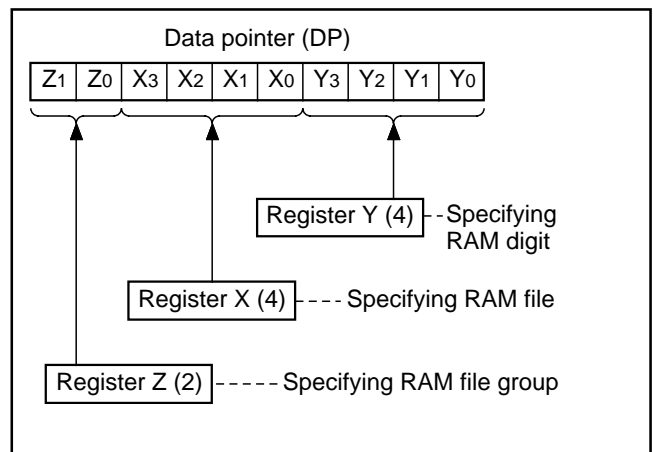 Data pointer (DP)
Z1 Z0 X3 X2 X1 X0 Y3 Y2 Y1 Y0
Register Y (4) Specifying
RAM digit
Register X (4) Specifying RAM file
Register Z (2) Specifying RAM file group